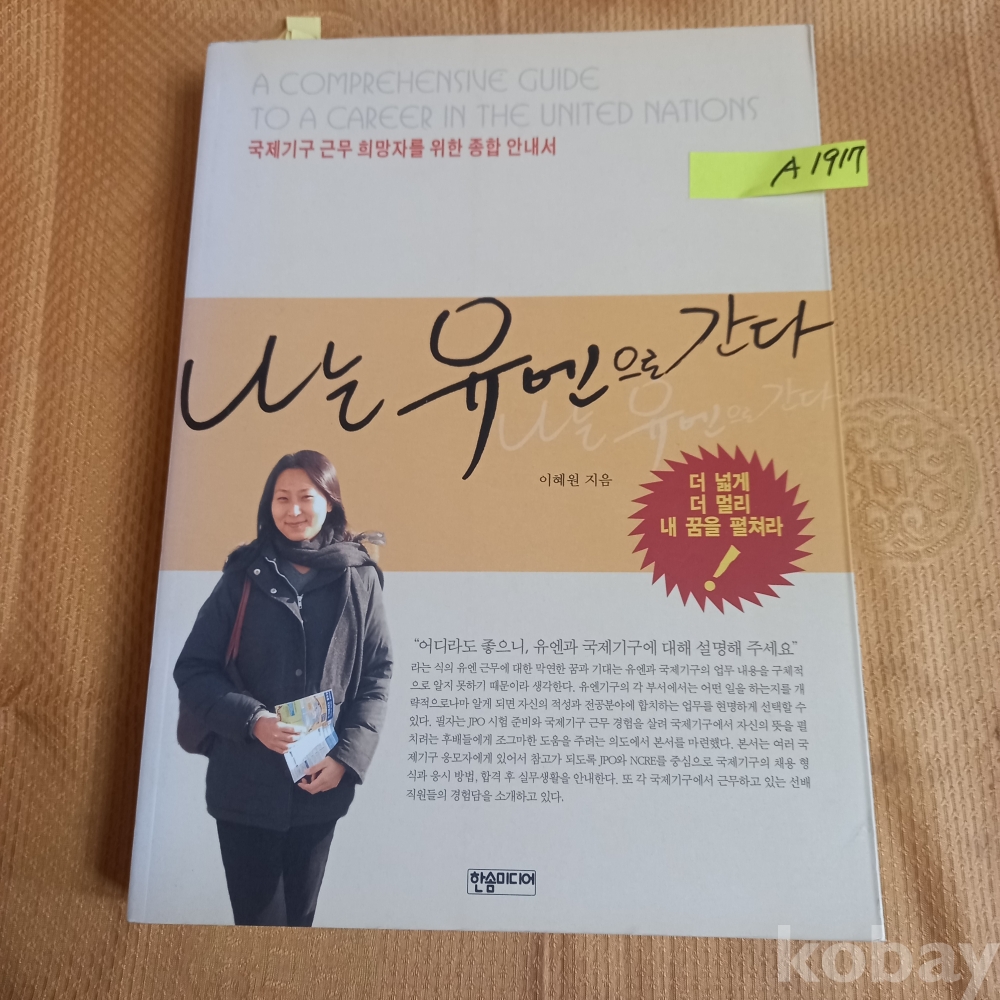 A COMPREHENSIVE GUIDE
TO A CAREER IN THE UNITED NATIONS
국제기구 근무 희망자를 위한 종합 안내서
A1917
나는 유엔으로 간다
나는 유엔으로 간다
이혜원 지음
더 넓게
더 멀리
내 꿈을 펼쳐라
!
“어디라도 좋으니, 유엔과 국제기구에 대해 설명해 주세요”
라는 식의 유엔 근무에 대한 막연한 꿈과 기대는 유엔과 국제기구의 업무 내용을 구체적
으로 알지 못하기 때문이라 생각한다. 유엔기구의 각 부서에서는 어떤 일을 하는지를 개
략적으로나마 알게 되면 자신의 적성과 전공분야에 합치하는 업무를 현명하게 선택할 수
있다. 필자는 JPO 시험 준비와 국제기구 근무 경험을 살려 국제기구에서 자신의 뜻을 펼
치려는 후배들에게 조그마한 도움을 주려는 의도에서 본서를 마련했다. 본서는 여러 국
제기구 응모자에게 있어서 참고가 되도록 JPO와 NCRE를 중심으로 국제기구의 채용 형
식과 응시 방법, 합격 후 실무생활을 안내한다. 또 각 국제기구에서 근무하고 있는 선배
직원들의 경험담을 소개하고 있다.
한솜미디어
kobay